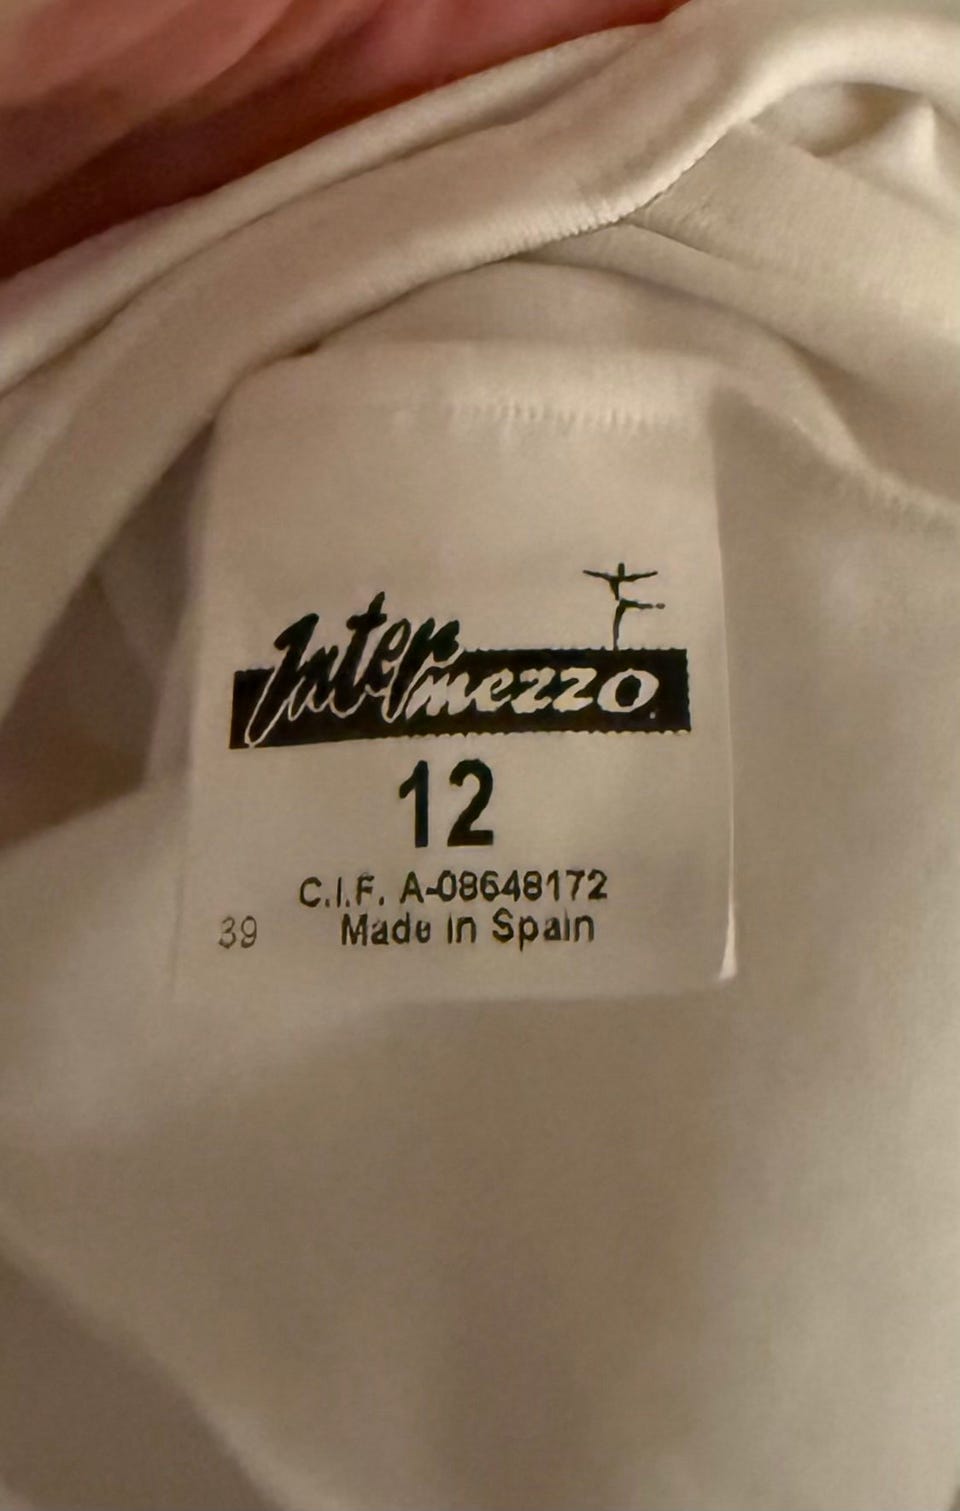 Intermezzo
12
C.I.F. A-08648172
39 Made in Spain